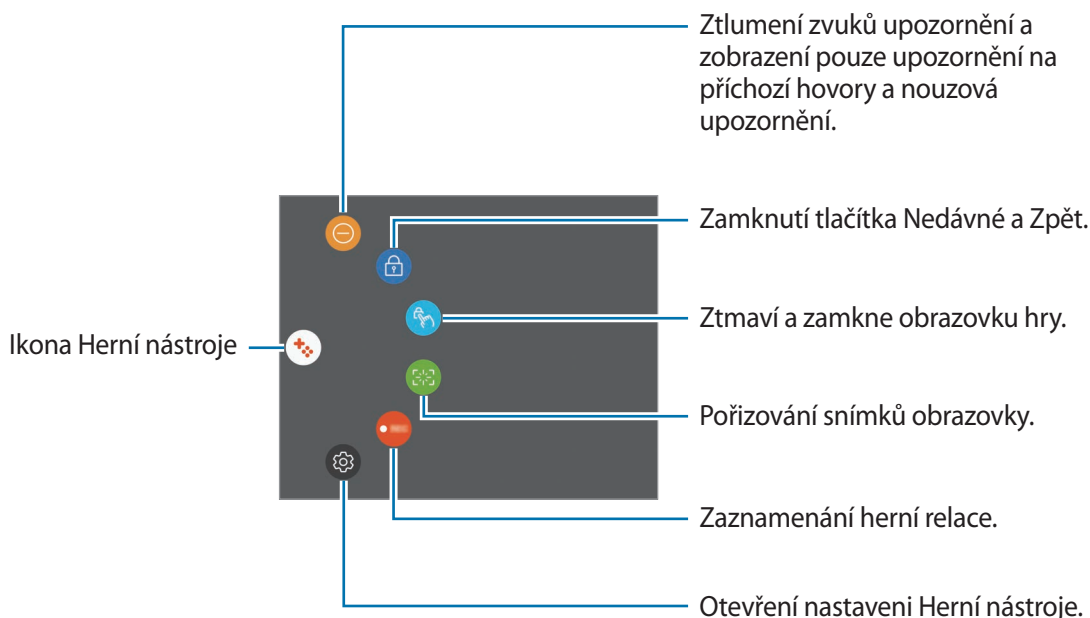 Ztlumení zvuků upozornění a
zobrazení pouze upozornění na
příchozí hovory a nouzová
upozornění.
Zamknutí tlačítka Nedávné a Zpět.
Ztmaví a zamkne obrazovku hry.
Ikona Herní nástroje
Pořizování snímků obrazovky.
Zaznamenání herní relace.
Otevření nastaveni Herní nástroje.